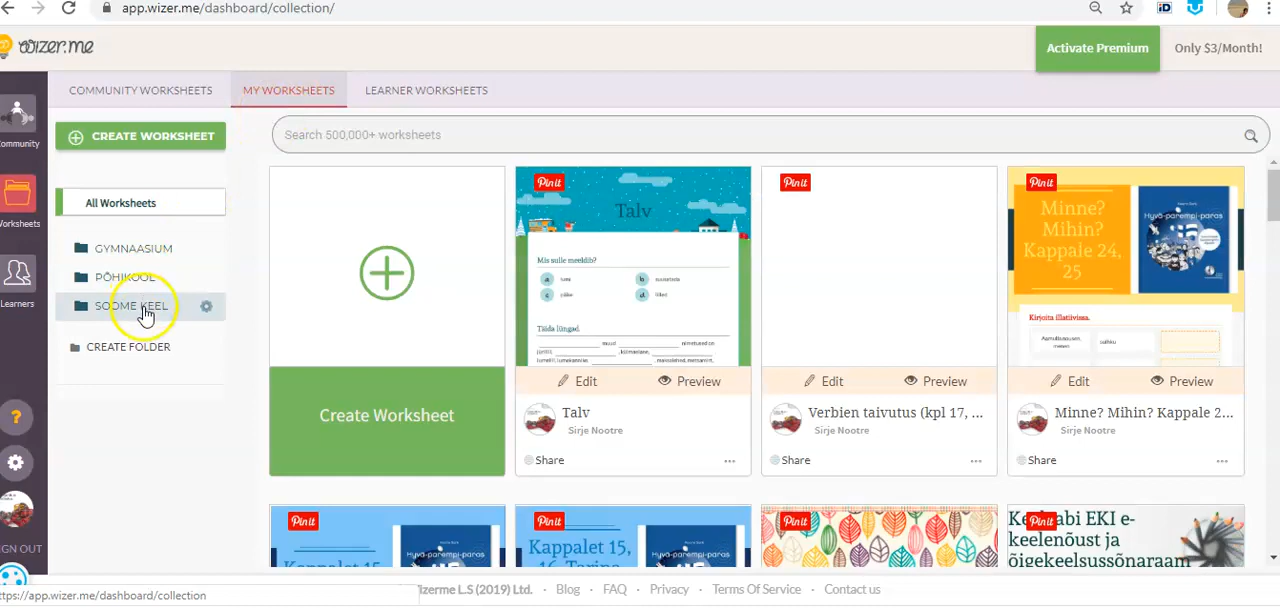 app.wizer.me/dashboard/collection/
wizer.me
Activate Premium
Only $3/Month!
COMMUNITY WORKSHEETS
MY WORKSHEETS
LEARNER WORKSHEETS
Community
Worksheets
Learners
?
SIGN OUT
CREATE WORKSHEET
Search 500,000+ worksheets
All Worksheets
GYMNAASIUM
PÕHIKOOL
SOOME KEEL
CREATE FOLDER
Create Worksheet
Pin it
Talv
Mis sulle meeldib?
a
lumi
b
c
d
Täida lüngad.
Edit
Preview
Talv
Sirje Nootre
Share
Pin it
Edit
Preview
Verbien taivutus (kpl 17, ...
Sirje Nootre
Share
Pin it
Minne?
Mihin?
Kappale 24,
25
Hyvä-parempi-paras
Kirjoita illatiivissa.
Edit
Preview
Minne? Mihin? Kappale 2...
Sirje Nootre
Share
Pin it
Hyvä-parempi-paras
Pin it
Kappalet 15,
Hyvä-parempi-paras
Pin it
Pin it
EKI e-
keelenõust ja
õigekeelsussõnaraam
Wizerme L.S (2019) Ltd.
Blog
FAQ
Privacy
Terms Of Service
Contact us
https://app.wizer.me/dashboard/collection